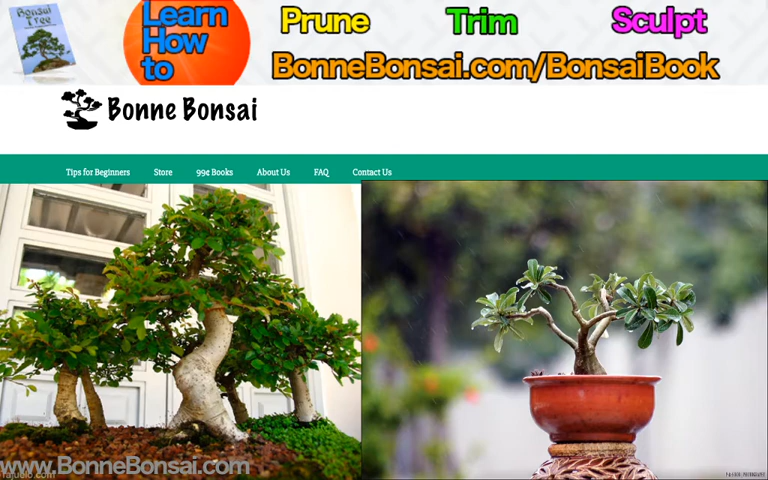 Bonsai
Tree
Learn
How
to
Prune Trim Sculpt
BonneBonsai.com/BonsaiBook
Bonne Bonsai
Tips for Beginners Store 99¢ Books About Us FAQ Contact Us
www.BonneBonsai.com